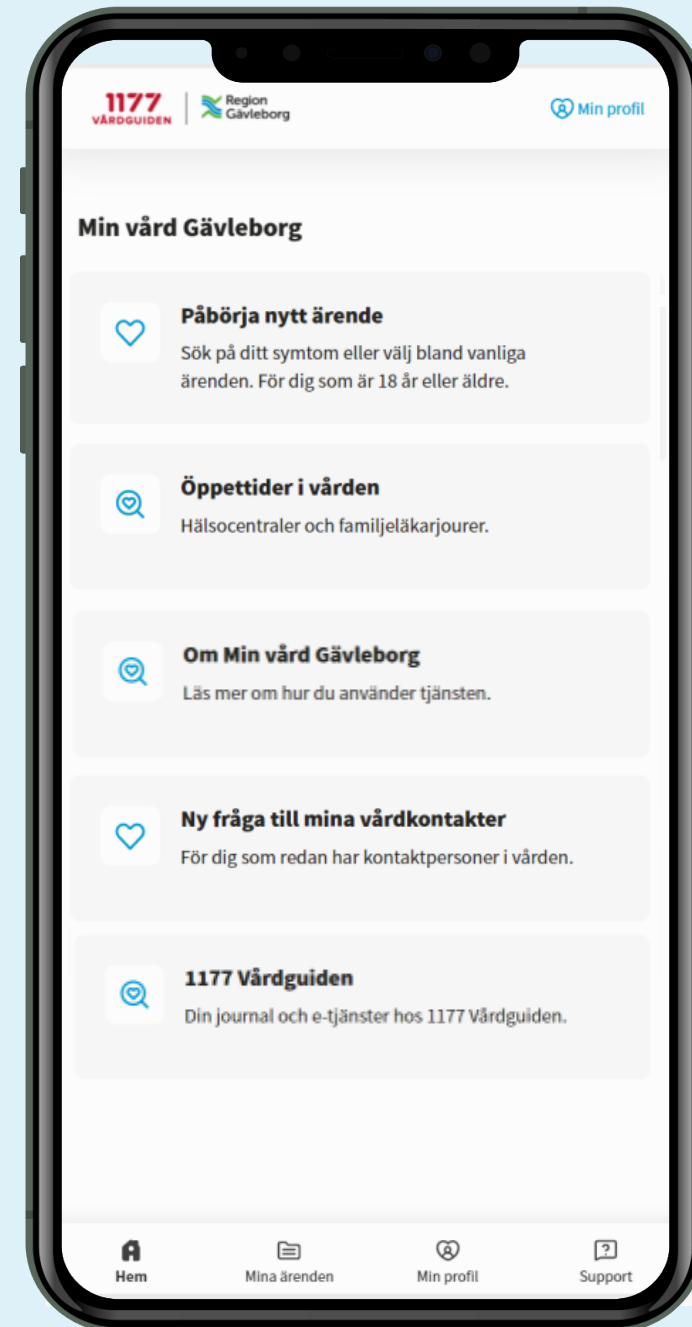 1177
VÅRDGUIDEN
Region
Gävleborg
Min profil
Min vård Gävleborg
Påbörja nytt ärende
Sök på ditt symtom eller välj bland vanliga
ärenden. För dig som är 18 år eller äldre.
Öppettider i vården
Hälsocentraler och familjeläkarjourer.
Om Min vård Gävleborg
Läs mer om hur du använder tjänsten.
Ny fråga till mina vårdkontakter
För dig som redan har kontaktpersoner i vården.
1177 Vårdguiden
Din journal och e-tjänster hos 1177 Vårdguiden.
Hem
Mina ärenden
Min profil
Support